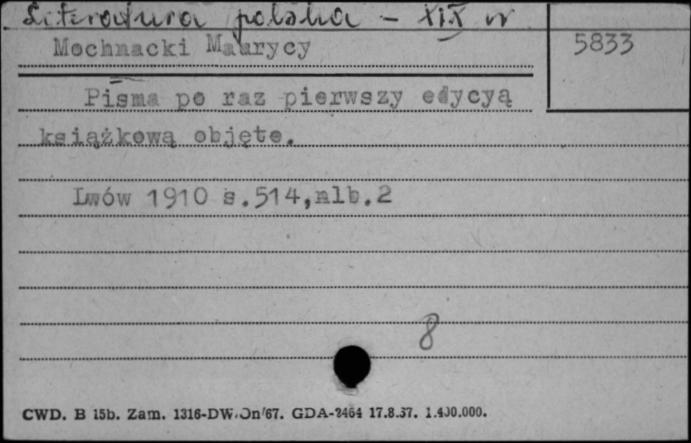 Literatura polska - XIX w
Mochnacki Maurycy
5833
Pisma po raz pierwszy edycyą
książkową objęte.
Lwów 1910 s.514,nlb.2
8
CWD. B 15b. Zam. 1316-DW.On/67. GDA-2464 17.8.37. 1.400.000.